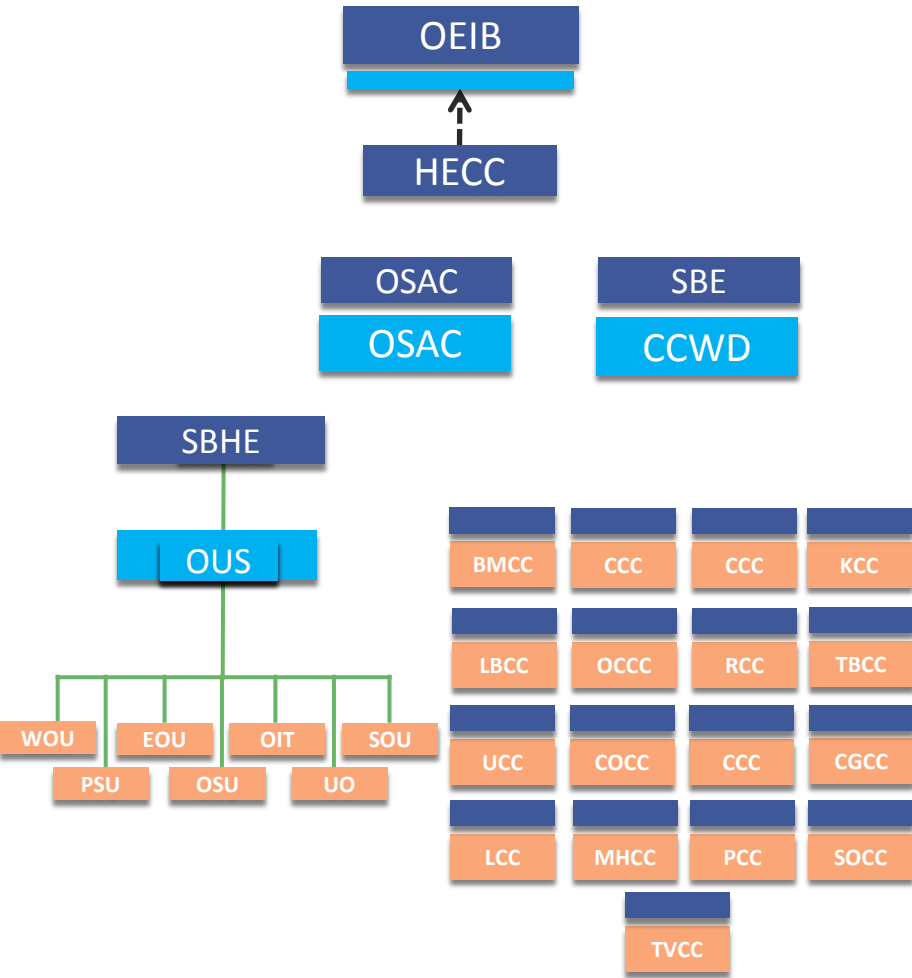 OEIB
HECC
OSAC
SBE
OSAC
CCWD
SBHE
OUS
WOU
EOU
OIT
SOU
PSU
OSU
UO
BMCC
CCC
CCC
KCC
LBCC
OCCC
RCC
TBCC
UCC
COCC
CCC
CGCC
LCC
MHCC
PCC
SOCC
TVCC